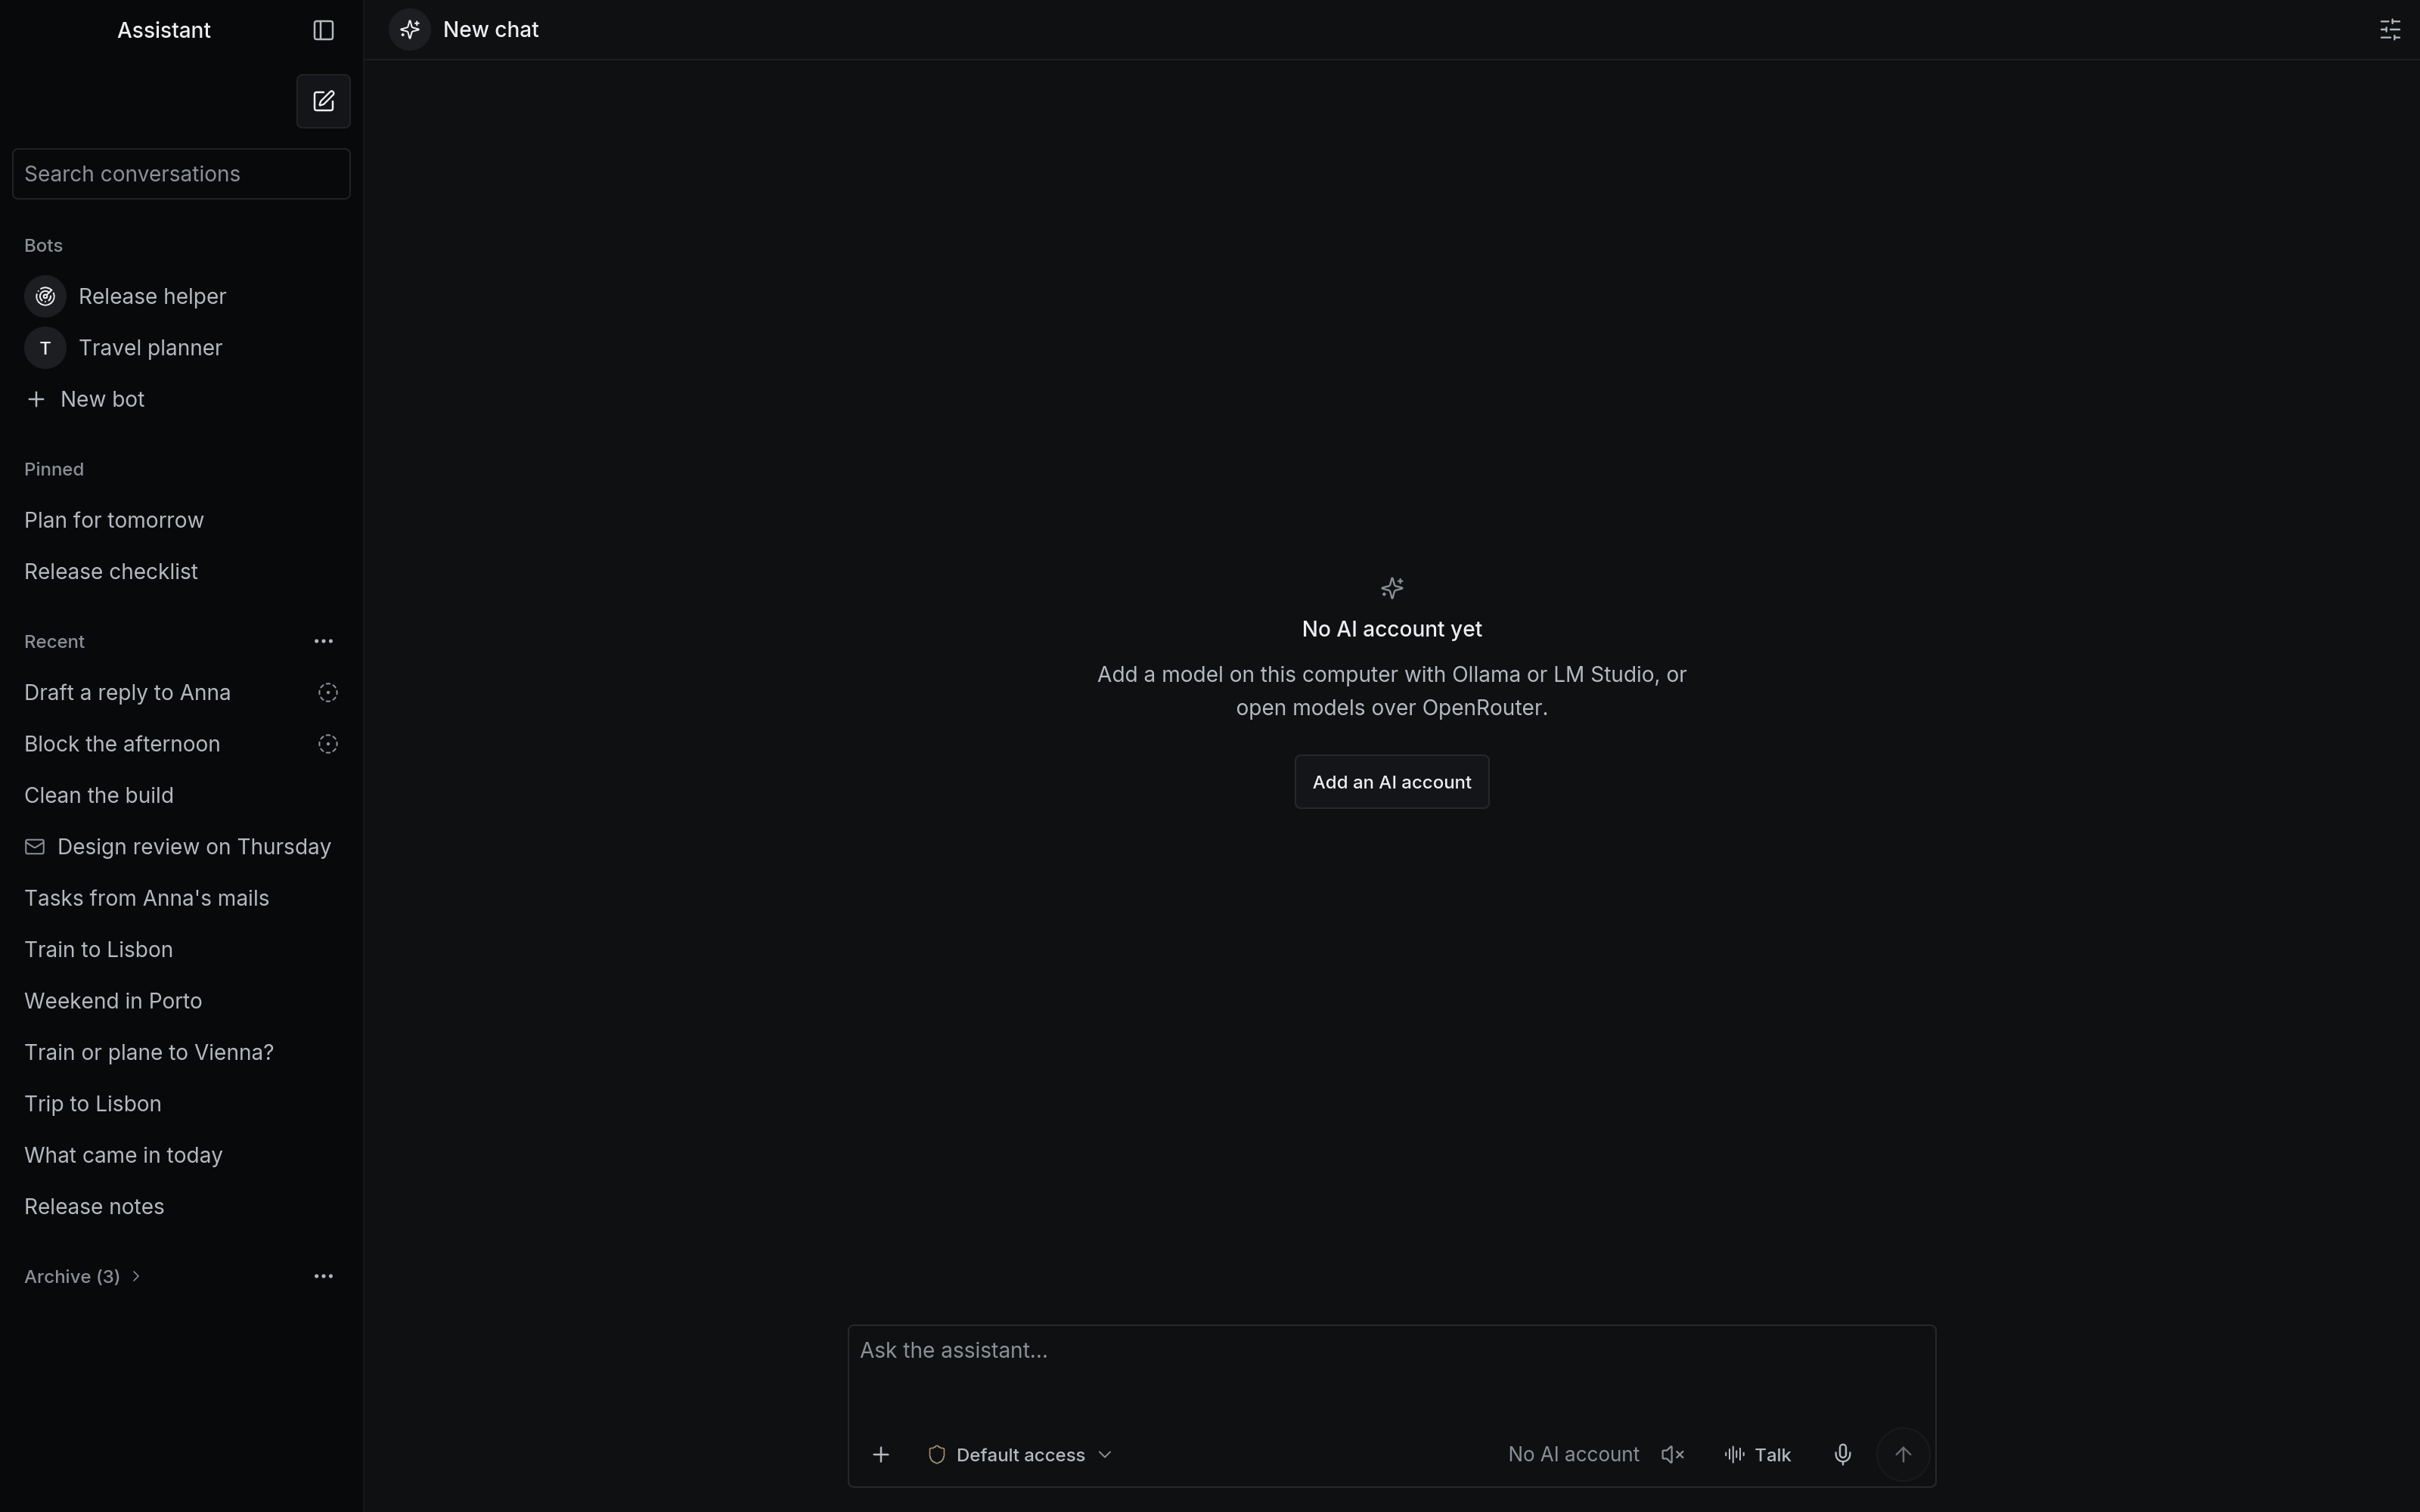 Assistant
New chat
Search conversations
Bots
Release helper
T Travel planner
New bot
Pinned
Plan for tomorrow
Release checklist
Recent
Draft a reply to Anna
Block the afternoon
Clean the build
Design review on Thursday
Tasks from Anna's mails
Train to Lisbon
Weekend in Porto
Train or plane to Vienna?
Trip to Lisbon
What came in today
Release notes
Archive (3)
No AI account yet
Add a model on this computer with Ollama or LM Studio, or
open models over OpenRouter.
Add an AI account
Ask the assistant...
Default access
No AI account
Talk